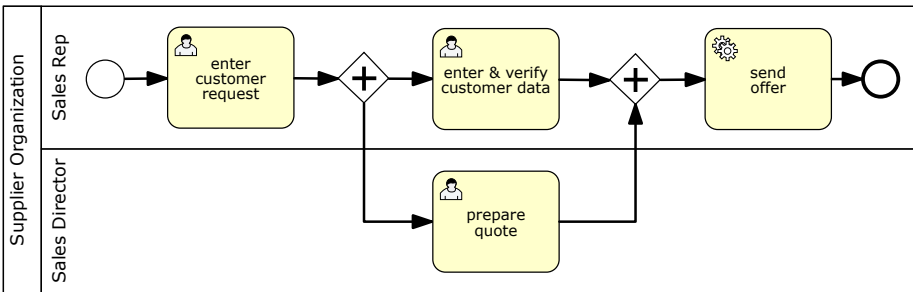 Supplier Organization
Sales Rep
enter
customer
request
enter & verify
customer data
send
offer
Sales Director
prepare
quote